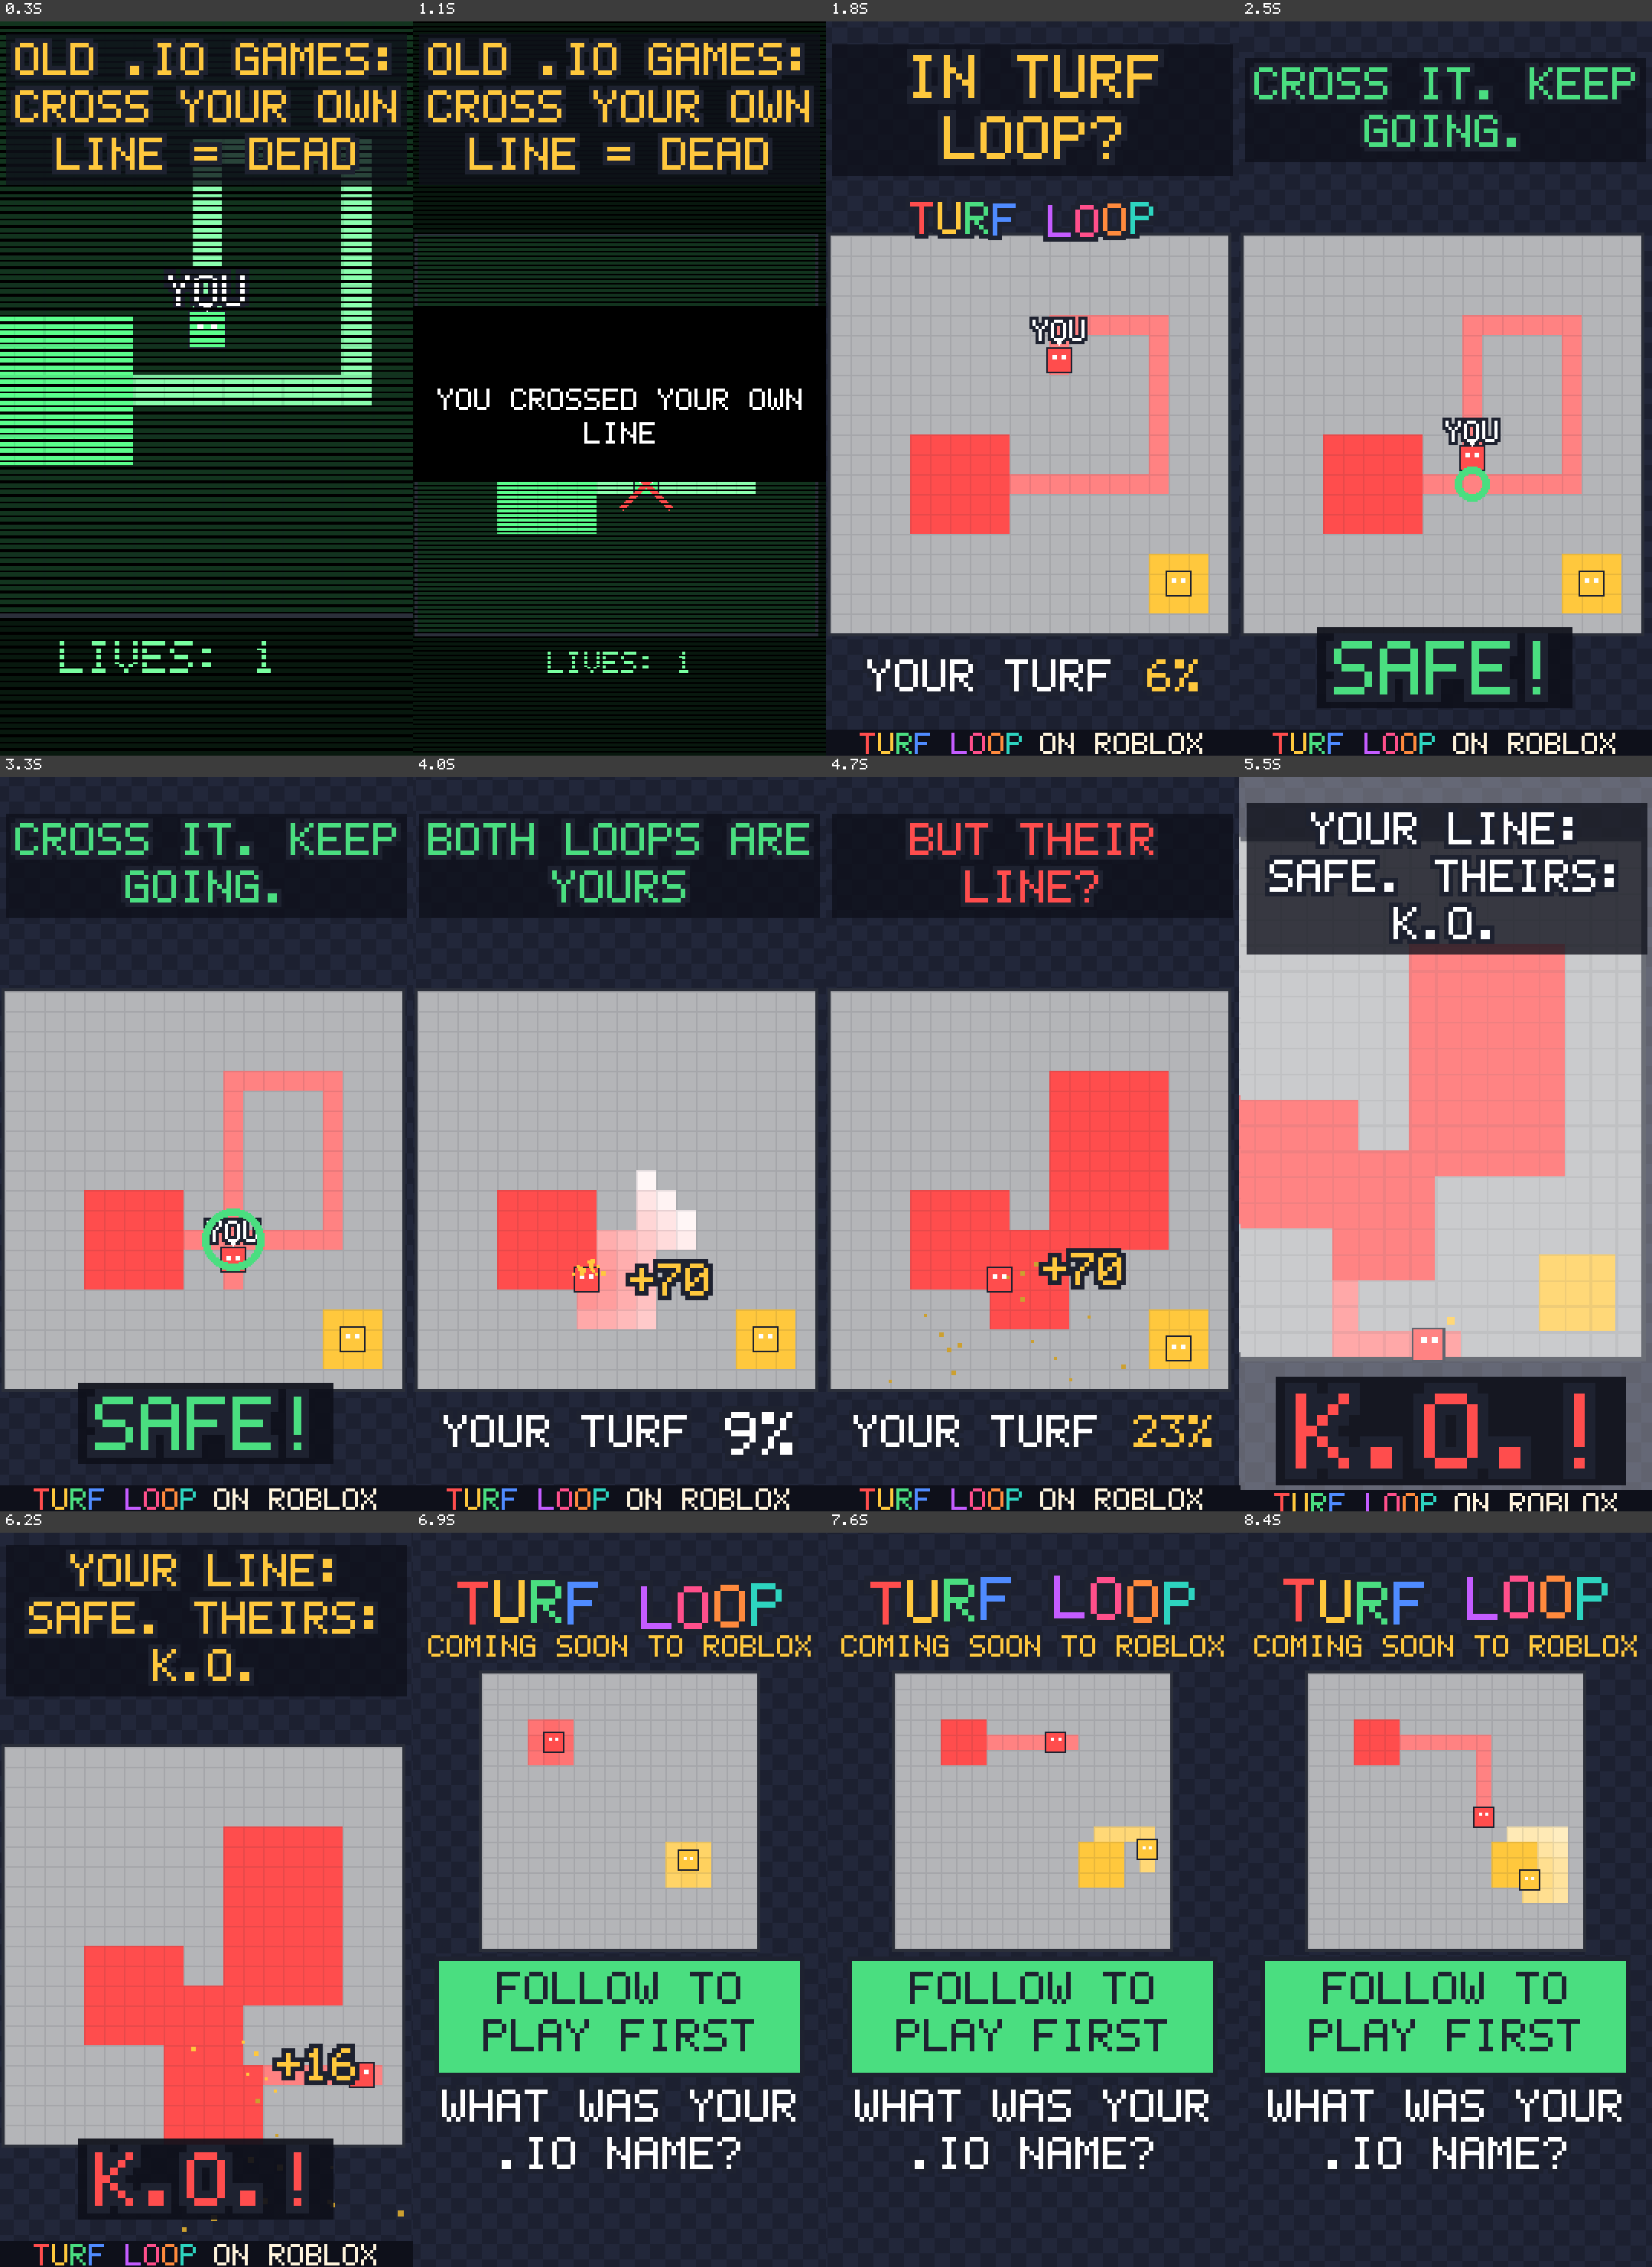 0.3S
OLD .IO GAMES:
CROSS YOUR OWN
LINE = DEAD
YOU
LIVES: 1
1.1S
OLD .IO GAMES:
CROSS YOUR OWN
LINE = DEAD
YOU CROSSED YOUR OWN
LINE
LIVES: 1
1.8S
IN TURF
LOOP?
TURF LOOP
YOU
YOUR TURF 6%
TURF LOOP ON ROBLOX
2.5S
CROSS IT. KEEP
GOING.
YOU
SAFE!
TURF LOOP ON ROBLOX
3.3S
CROSS IT. KEEP
GOING.
YOU
SAFE!
TURF LOOP ON ROBLOX
4.0S
BOTH LOOPS ARE
YOURS
+70
YOUR TURF 9%
TURF LOOP ON ROBLOX
4.7S
BUT THEIR
LINE?
+70
YOUR TURF 23%
TURF LOOP ON ROBLOX
5.5S
YOUR LINE:
SAFE. THEIRS:
K.O.
K.O.!
TURF LOOP ON ROBLOX
6.2S
YOUR LINE:
SAFE. THEIRS:
K.O.
+16
K.O.!
TURF LOOP ON ROBLOX
6.9S
TURF LOOP
COMING SOON TO ROBLOX
FOLLOW TO
PLAY FIRST
WHAT WAS YOUR
.IO NAME?
7.6S
TURF LOOP
COMING SOON TO ROBLOX
FOLLOW TO
PLAY FIRST
WHAT WAS YOUR
.IO NAME?
8.4S
TURF LOOP
COMING SOON TO ROBLOX
FOLLOW TO
PLAY FIRST
WHAT WAS YOUR
.IO NAME?